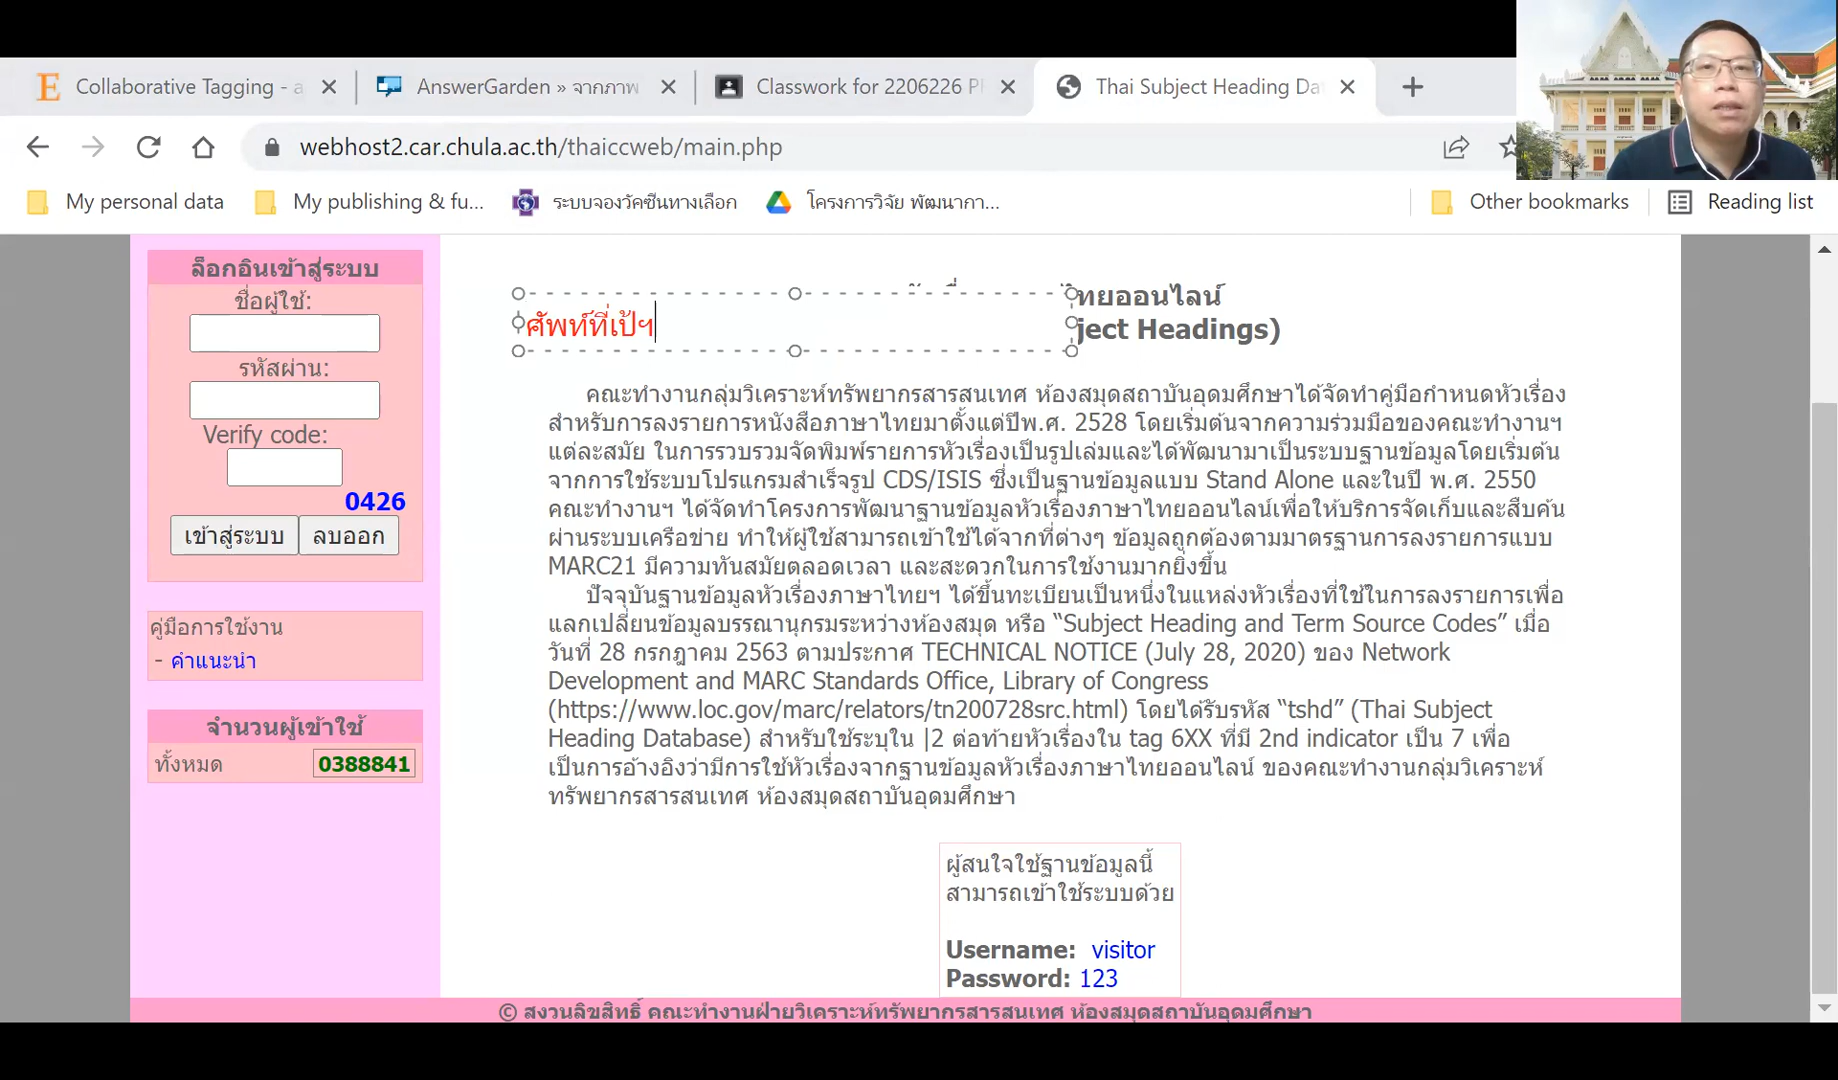 Collaborative Tagging - a
AnswerGarden » จากภาพ
Classwork for 2206226 P
Thai Subject Heading Da
webhost2.car.chula.ac.th/thaiccweb/main.php
My personal data
My publishing & fu...
ระบบจองวัคซีนทางเลือก
โครงการวิจัย พัฒนากา...
Other bookmarks
Reading list
ล็อกอินเข้าสู่ระบบ
ชื่อผู้ใช้:
รหัสผ่าน:
Verify code:
0426
เข้าสู่ระบบ ลบออก
คู่มือการใช้งาน
- คำแนะนำ
จำนวนผู้เข้าใช้
ทั้งหมด 0388841
ทยออนไลน์
ศัพท์ที่เป้ฯ
ject Headings)
คณะทำงานกลุ่มวิเคราะห์ทรัพยากรสารสนเทศ ห้องสมุดสถาบันอุดมศึกษาได้จัดทำคู่มือกำหนดหัวเรื่อง
สำหรับการลงรายการหนังสือภาษาไทยมาตั้งแต่ปีพ.ศ. 2528 โดยเริ่มต้นจากความร่วมมือของคณะทำงานฯ
แต่ละสมัย ในการรวบรวมจัดพิมพ์รายการหัวเรื่องเป็นรูปเล่มและได้พัฒนามาเป็นระบบฐานข้อมูลโดยเริ่มต้น
จากการใช้ระบบโปรแกรมสำเร็จรูป CDS/ISIS ซึ่งเป็นฐานข้อมูลแบบ Stand Alone และในปี พ.ศ. 2550
คณะทำงานฯ ได้จัดทำโครงการพัฒนาฐานข้อมูลหัวเรื่องภาษาไทยออนไลน์เพื่อให้บริการจัดเก็บและสืบค้น
ผ่านระบบเครือข่าย ทำให้ผู้ใช้สามารถเข้าใช้ได้จากที่ต่างๆ ข้อมูลถูกต้องตามมาตรฐานการลงรายการแบบ
MARC21 มีความทันสมัยตลอดเวลา และสะดวกในการใช้งานมากยิ่งขึ้น
ปัจจุบันฐานข้อมูลหัวเรื่องภาษาไทยฯ ได้ขึ้นทะเบียนเป็นหนึ่งในแหล่งหัวเรื่องที่ใช้ในการลงรายการเพื่อ
แลกเปลี่ยนข้อมูลบรรณานุกรมระหว่างห้องสมุด หรือ “Subject Heading and Term Source Codes” เมื่อ
วันที่ 28 กรกฎาคม 2563 ตามประกาศ TECHNICAL NOTICE (July 28, 2020) ของ Network
Development and MARC Standards Office, Library of Congress
(https://www.loc.gov/marc/relators/tn200728src.html) โดยได้รับรหัส “tshd” (Thai Subject
Heading Database) สำหรับใช้ระบุใน |2 ต่อท้ายหัวเรื่องใน tag 6XX ที่มี 2nd indicator เป็น 7 เพื่อ
เป็นการอ้างอิงว่ามีการใช้หัวเรื่องจากฐานข้อมูลหัวเรื่องภาษาไทยออนไลน์ ของคณะทำงานกลุ่มวิเคราะห์
ทรัพยากรสารสนเทศ ห้องสมุดสถาบันอุดมศึกษา
ผู้สนใจใช้ฐานข้อมูลนี้
สามารถเข้าใช้ระบบด้วย
Username: visitor
Password: 123
© สงวนลิขสิทธิ์ คณะทำงานฝ่ายวิเคราะห์ทรัพยากรสารสนเทศ ห้องสมุดสถาบันอุดมศึกษา